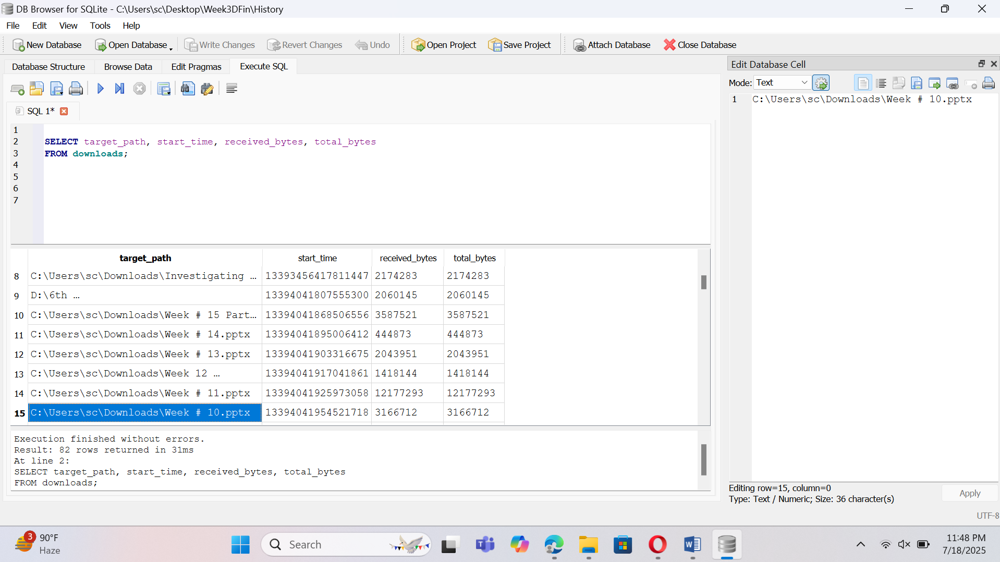 DB Browser for SQLite - C:\Users\sc\Desktop\Week3DFin\History
File Edit View Tools Help
New Database Open Database Write Changes Revert Changes Undo Open Project Save Project Attach Database Close Database
Database Structure Browse Data Edit Pragmas Execute SQL
SQL 1*
1
2 SELECT target_path, start_time, received_bytes, total_bytes
3 FROM downloads;
4
5
6
7
target_path start_time received_bytes total_bytes
8 C:\Users\sc\Downloads\Investigating ... 13393456417811447 2174283 2174283
9 D:\6th ... 13394041807555300 2060145 2060145
10 C:\Users\sc\Downloads\Week # 15 Part... 13394041868506556 3587521 3587521
11 C:\Users\sc\Downloads\Week # 14.pptx 13394041895006412 444873 444873
12 C:\Users\sc\Downloads\Week # 13.pptx 13394041903316675 2043951 2043951
13 C:\Users\sc\Downloads\Week 12 ... 13394041917041861 1418144 1418144
14 C:\Users\sc\Downloads\Week # 11.pptx 13394041925973058 12177293 12177293
15 C:\Users\sc\Downloads\Week # 10.pptx 13394041954521718 3166712 3166712
Execution finished without errors.
Result: 82 rows returned in 31ms
At line 2:
SELECT target_path, start_time, received_bytes, total_bytes
FROM downloads;
Edit Database Cell
Mode: Text
1 C:\Users\sc\Downloads\Week # 10.pptx
Editing row=15, column=0
Type: Text / Numeric; Size: 36 character(s)
Apply
UTF-8
3 90°F
Haze
Search
11:48 PM
7/18/2025